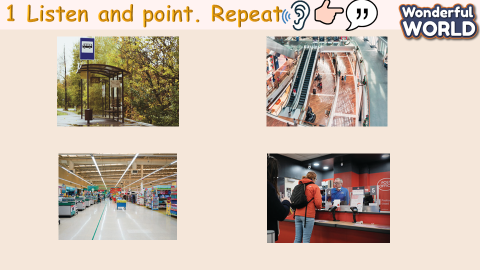 1 Listen and point. Repeat
Wonderful
WORLD